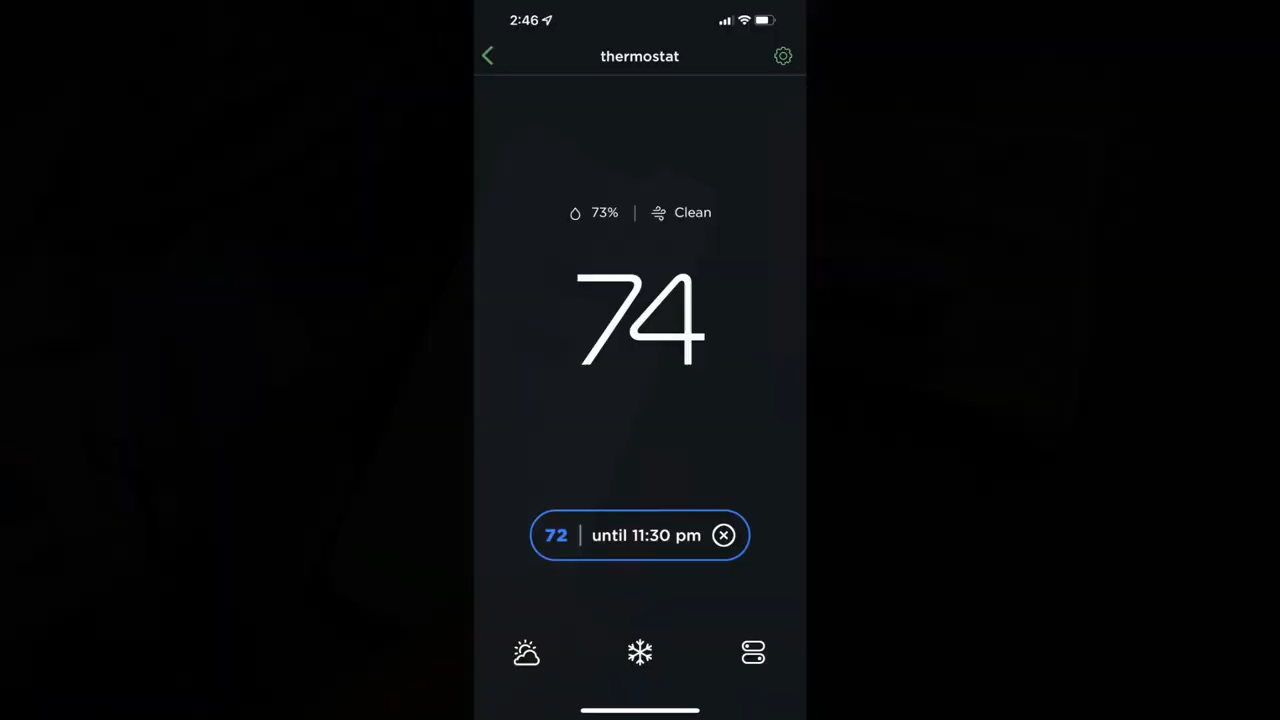 2:46
thermostat
73% | Clean
74
72 | until 11:30 pm